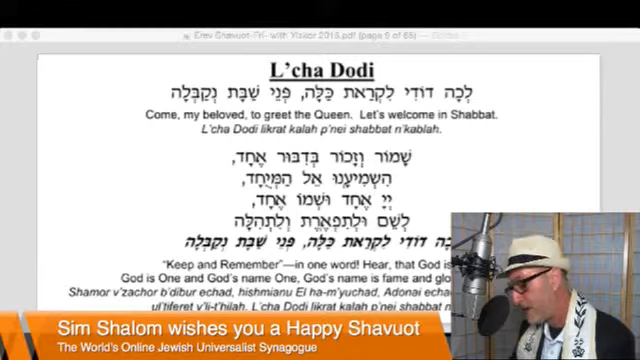 Erev Shavuot-Fri- with Yizkor 2015.pdf (page 9 of 65)
L'cha Dodi
לְכָה דוֹדִי לִקְרַאת כַּלָּה, פְּנֵי שַׁבָּת נְקַבְּלָה
Come, my beloved, to greet the Queen. Let's welcome in Shabbat.
L'cha Dodi likrat kalah p'nei shabbat n'kablah.
שָׁמוֹר וְזָכוֹר בְּדִבּוּר אֶחָד,
הִשְׁמִיעָנוּ אֵל הַמְּיֻחָד,
יְיָ אֶחָד וּשְׁמוֹ אֶחָד,
לְשֵׁם וּלְתִפְאֶרֶת וְלִתְהִלָּה
דוֹדִי לִקְרַאת כַּלָּה, פְּנֵי שַׁבָּת נְקַבְּלָה
"Keep and Remember"—in one word! Hear, that God is
God is One and God's name One, God's name is fame and
Shamor v'zachor b'dibur echad, hishmianu El ha-m'yuchad, Adonai
ul'tiferet v'li-t'hilah. L'cha Dodi likrat kalah p'nei shabbat
Sim Shalom wishes you a Happy Shavuot
The World's Online Jewish Universalist Synagogue